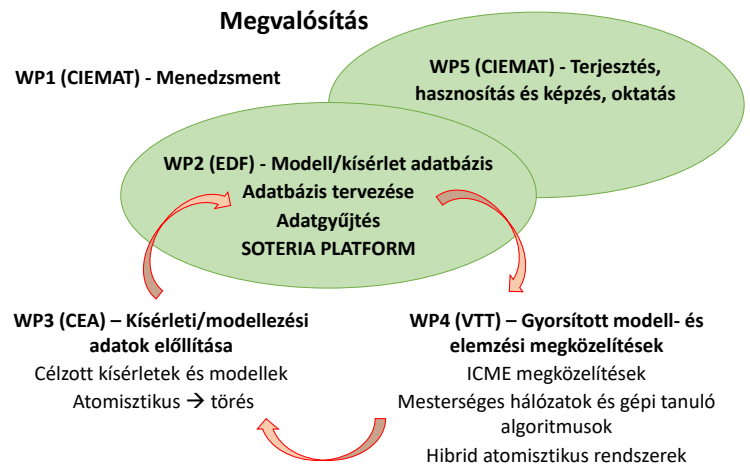 Megvalósítás
WP1 (CIEMAT) - Menedzsment
WP5 (CIEMAT) - Terjesztés,
hasznosítás és képzés, oktatás
WP2 (EDF) - Modell/kísérlet adatbázis
Adatbázis tervezése
Adatgyűjtés
SOTERIA PLATFORM
WP3 (CEA) – Kísérleti/modellezési
adatok előllítása
Célzott kísérletek és modellek
Atomisztikus → törés
WP4 (VTT) – Gyorsított modell- és
elemzési megközelítések
ICME megközelítések
Mesterséges hálózatok és gépi tanuló
algoritmusok
Hibrid atomisztikus rendszerek